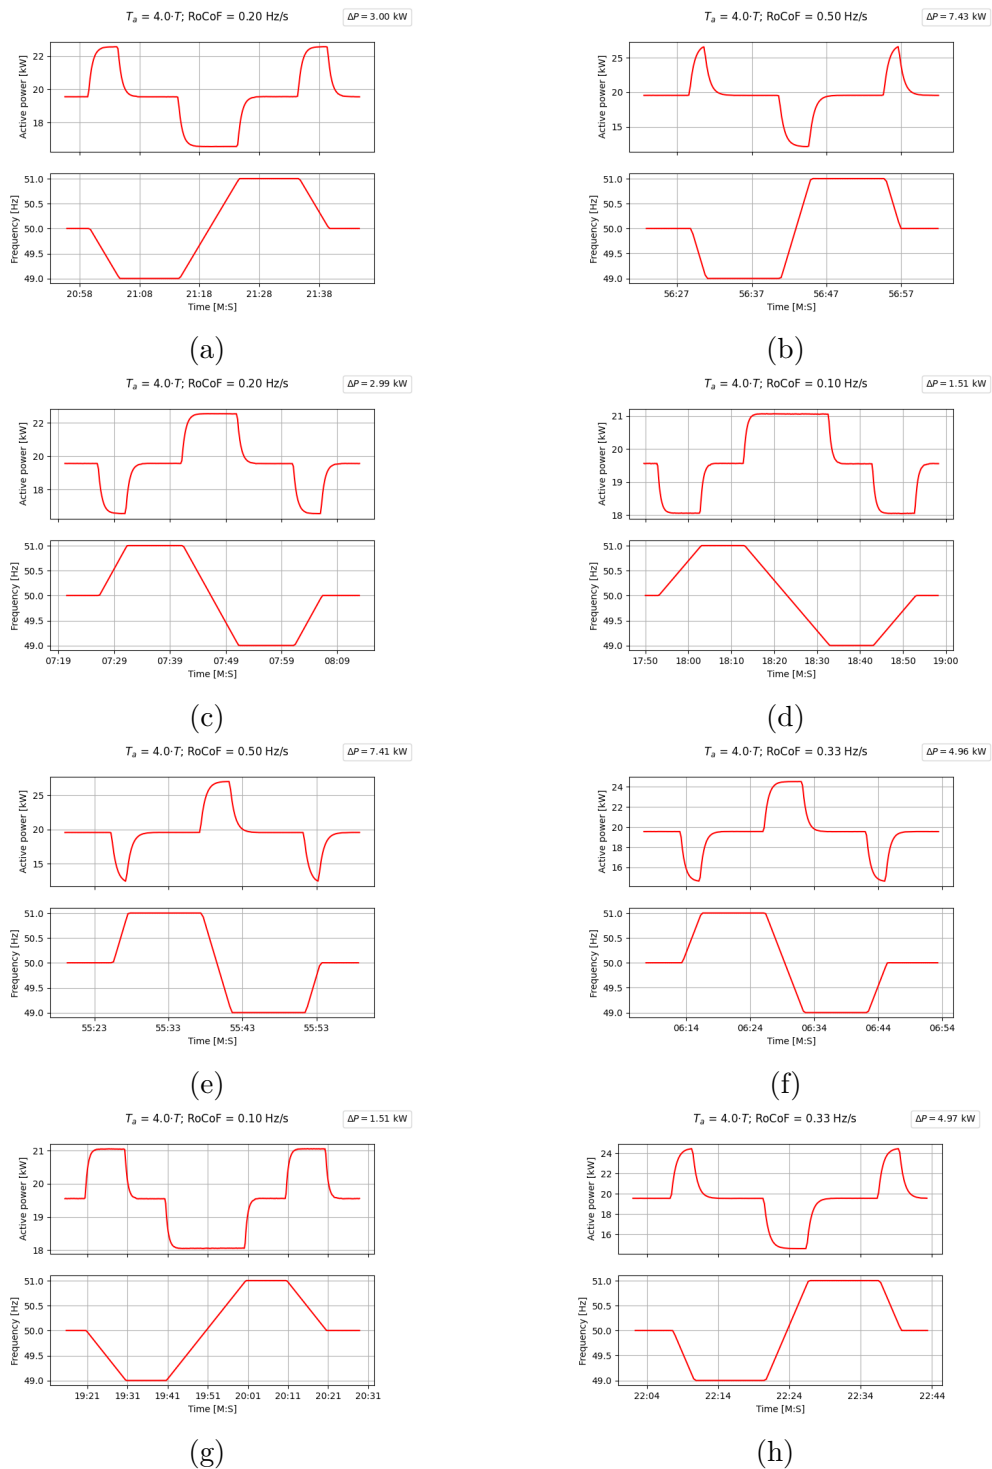 T_a = 4.0·T; RoCoF = 0.20 Hz/s
ΔP = 3.00 kW
Active power [kW]
22
20
18
Frequency [Hz]
51.0
50.5
50.0
49.5
49.0
20:58 21:08 21:18 21:28 21:38
Time [M:S]
(a)
T_a = 4.0·T; RoCoF = 0.50 Hz/s
ΔP = 7.43 kW
Active power [kW]
25
20
15
Frequency [Hz]
51.0
50.5
50.0
49.5
49.0
56:27 56:37 56:47 56:57
Time [M:S]
(b)
T_a = 4.0·T; RoCoF = 0.20 Hz/s
ΔP = 2.99 kW
Active power [kW]
22
20
18
Frequency [Hz]
51.0
50.5
50.0
49.5
49.0
07:19 07:29 07:39 07:49 07:59 08:09
Time [M:S]
(c)
T_a = 4.0·T; RoCoF = 0.10 Hz/s
ΔP = 1.51 kW
Active power [kW]
21
20
19
18
Frequency [Hz]
51.0
50.5
50.0
49.5
49.0
17:50 18:00 18:10 18:20 18:30 18:40 18:50 19:00
Time [M:S]
(d)
T_a = 4.0·T; RoCoF = 0.50 Hz/s
ΔP = 7.41 kW
Active power [kW]
25
20
15
Frequency [Hz]
51.0
50.5
50.0
49.5
49.0
55:23 55:33 55:43 55:53
Time [M:S]
(e)
T_a = 4.0·T; RoCoF = 0.33 Hz/s
ΔP = 4.96 kW
Active power [kW]
24
22
20
18
16
Frequency [Hz]
51.0
50.5
50.0
49.5
49.0
06:14 06:24 06:34 06:44 06:54
Time [M:S]
(f)
T_a = 4.0·T; RoCoF = 0.10 Hz/s
ΔP = 1.51 kW
Active power [kW]
21
20
19
18
Frequency [Hz]
51.0
50.5
50.0
49.5
49.0
19:21 19:31 19:41 19:51 20:01 20:11 20:21 20:31
Time [M:S]
(g)
T_a = 4.0·T; RoCoF = 0.33 Hz/s
ΔP = 4.97 kW
Active power [kW]
24
22
20
18
16
Frequency [Hz]
51.0
50.5
50.0
49.5
49.0
22:04 22:14 22:24 22:34 22:44
Time [M:S]
(h)